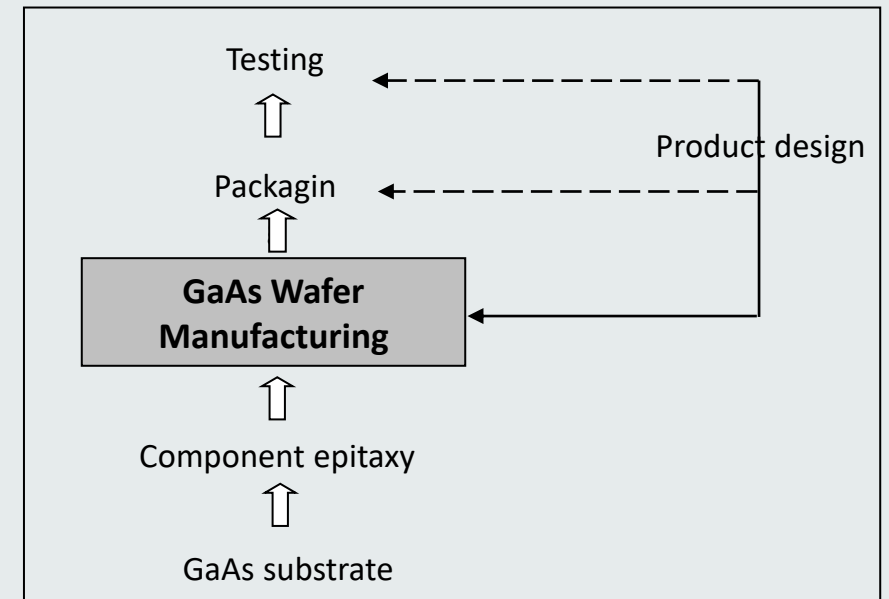 Testing
Product design
Packagin
GaAs Wafer
Manufacturing
Component epitaxy
GaAs substrate